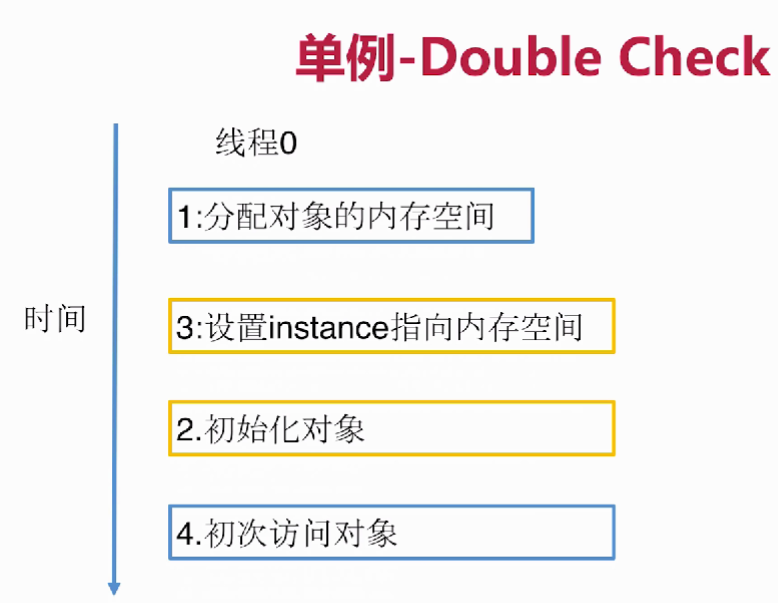 单例-Double Check
线程0
1:分配对象的内存空间
时间
3:设置instance指向内存空间
2.初始化对象
4.初次访问对象